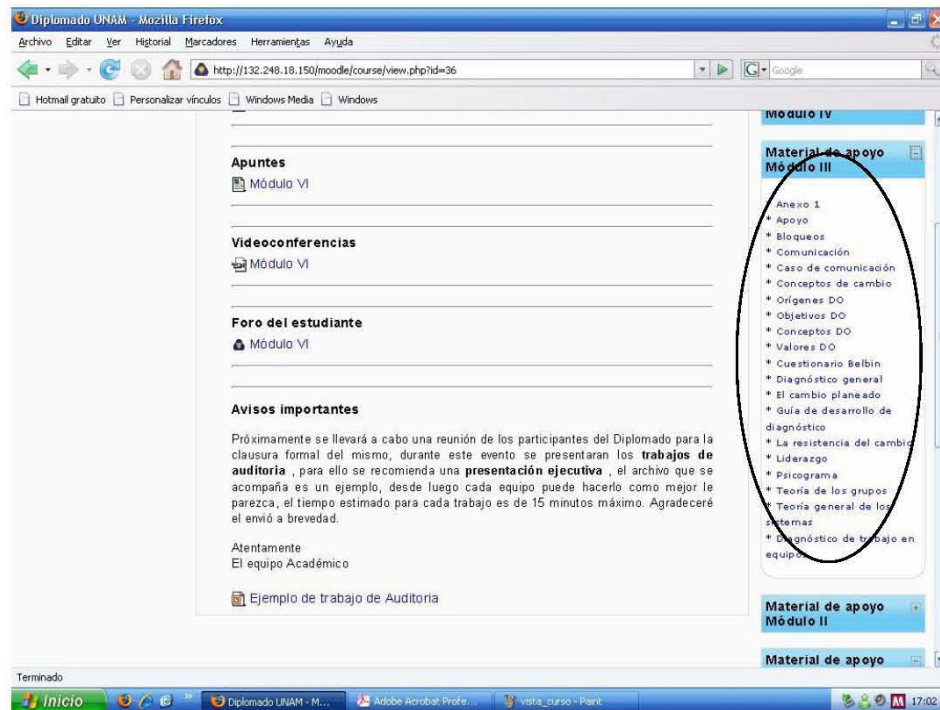 Diplomado UNAM - Mozilla Firefox
Archivo Editar Ver Historial Marcadores Herramientas Ayuda
http://132.248.18.150/moodle/course/view.php?id=36
Google
Hotmail gratuito Personalizar vínculos Windows Media Windows
Apuntes
Módulo VI
Videoconferencias
Módulo VI
Foro del estudiante
Módulo VI
Avisos importantes
Próximamente se llevará a cabo una reunión de los participantes del Diplomado para la
clausura formal del mismo, durante este evento se presentaran los trabajos de
auditoria , para ello se recomienda una presentación ejecutiva , el archivo que se
acompaña es un ejemplo, desde luego cada equipo puede hacerlo como mejor le
parezca, el tiempo estimado para cada trabajo es de 15 minutos máximo. Agradeceré
el envió a brevedad.
Atentamente
El equipo Académico
Ejemplo de trabajo de Auditoria
Módulo IV
Material de apoyo
Módulo III
Anexo 1
* Apoyo
* Bloqueos
* Comunicación
* Caso de comunicación
* Conceptos de cambio
* Orígenes DO
* Objetivos DO
* Conceptos DO
* Valores DO
* Cuestionario Belbin
* Diagnóstico general
* El cambio planeado
* Guía de desarrollo de
diagnóstico
* La resistencia del cambio
* Liderazgo
* Psicograma
* Teoría de los grupos
* Teoría general de los
sistemas
* Diagnóstico de trabajo en
equipos
Material de apoyo
Módulo II
Material de apoyo
Terminado
Inicio
Diplomado UNAM - M...
Adobe Acrobat Profe...
vista_curso - Paint
17:02